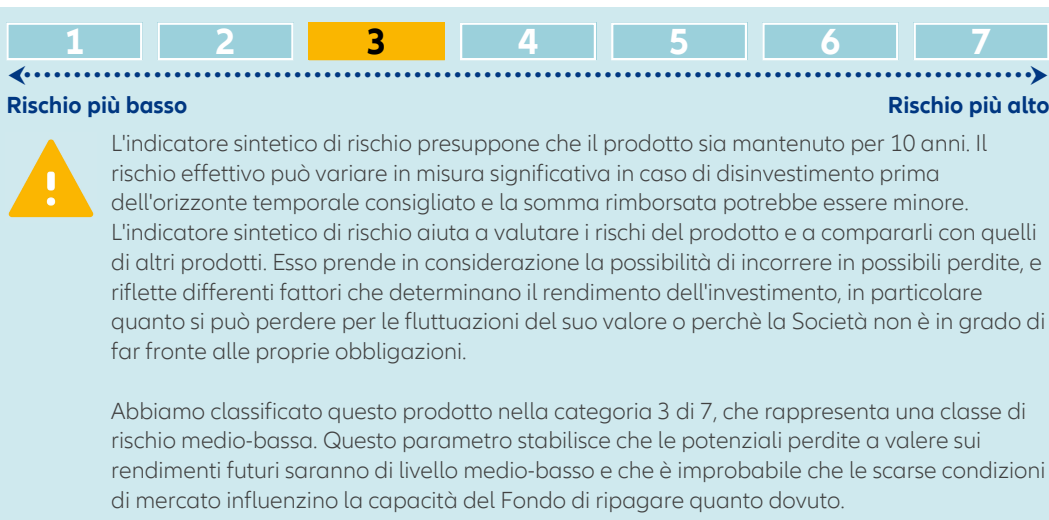 1 2 3 4 5 6 7
Rischio più basso Rischio più alto
L'indicatore sintetico di rischio presuppone che il prodotto sia mantenuto per 10 anni. Il
rischio effettivo può variare in misura significativa in caso di disinvestimento prima
dell'orizzonte temporale consigliato e la somma rimborsata potrebbe essere minore.
L'indicatore sintetico di rischio aiuta a valutare i rischi del prodotto e a compararli con quelli
di altri prodotti. Esso prende in considerazione la possibilità di incorrere in possibili perdite, e
riflette differenti fattori che determinano il rendimento dell'investimento, in particolare
quanto si può perdere per le fluttuazioni del suo valore o perchè la Società non è in grado di
far fronte alle proprie obbligazioni.
Abbiamo classificato questo prodotto nella categoria 3 di 7, che rappresenta una classe di
rischio medio-bassa. Questo parametro stabilisce che le potenziali perdite a valere sui
rendimenti futuri saranno di livello medio-basso e che è improbabile che le scarse condizioni
di mercato influenzino la capacità del Fondo di ripagare quanto dovuto.